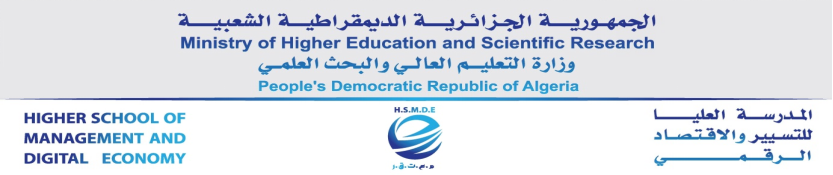 الجمهورية الجزائرية الديمقراطية الشعبية
Ministry of Higher Education and Scientific Research
وزارة التعليم العالي والبحث العلمي
People's Democratic Republic of Algeria
HIGHER SCHOOL OF
MANAGEMENT AND
DIGITAL ECONOMY
H.S.M.D.E
م.ع.ت.ق.ر
المدرسة العليا
للتسيير والاقتصاد
الرقمي